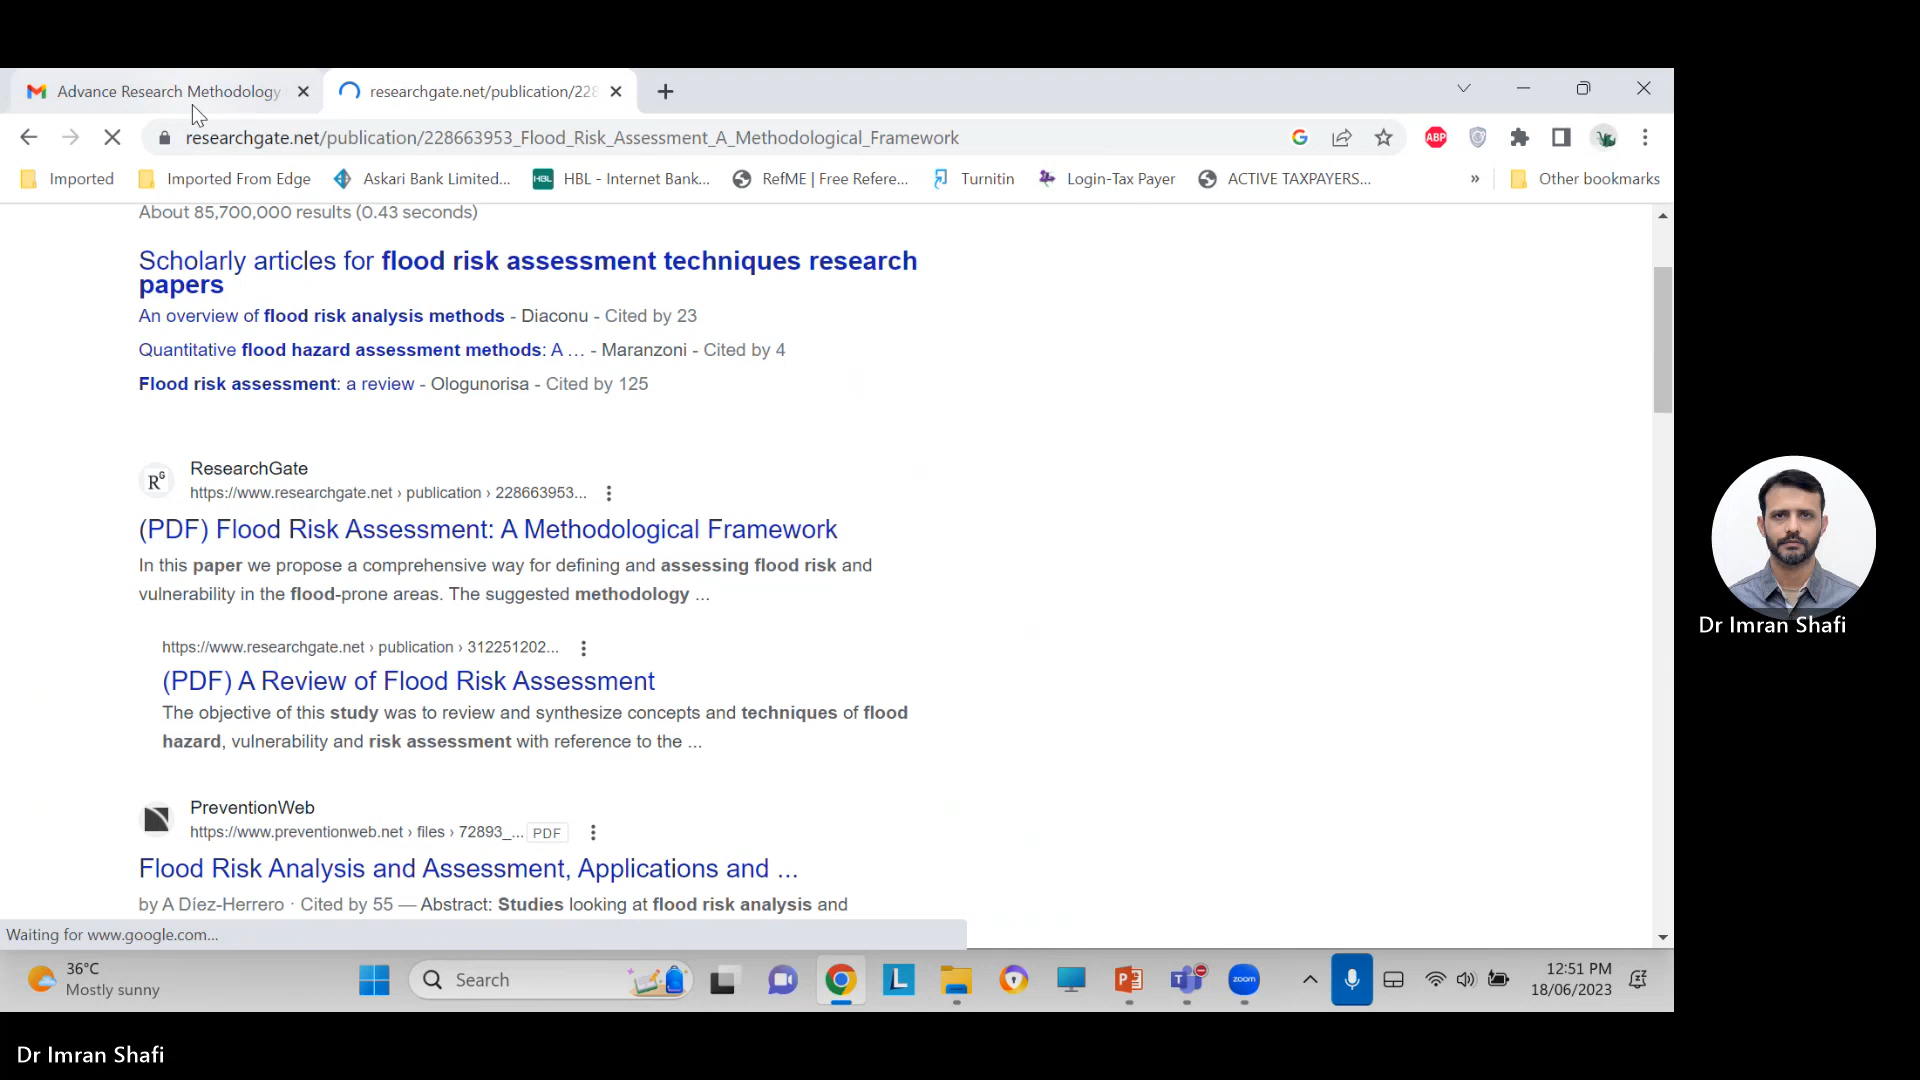 Advance Research Methodology
researchgate.net/publication/228
researchgate.net/publication/228663953_Flood_Risk_Assessment_A_Methodological_Framework
ABP
Imported
Imported From Edge
Askari Bank Limited...
HBL
HBL - Internet Bank...
RefME | Free Refere...
Turnitin
Login-Tax Payer
ACTIVE TAXPAYERS...
»
Other bookmarks
About 85,700,000 results (0.43 seconds)
Scholarly articles for flood risk assessment techniques research
papers
An overview of flood risk analysis methods - Diaconu - Cited by 23
Quantitative flood hazard assessment methods: A … - Maranzoni - Cited by 4
Flood risk assessment: a review - Ologunorisa - Cited by 125
RG
ResearchGate
https://www.researchgate.net › publication › 228663953...
(PDF) Flood Risk Assessment: A Methodological Framework
In this paper we propose a comprehensive way for defining and assessing flood risk and
vulnerability in the flood-prone areas. The suggested methodology ...
https://www.researchgate.net › publication › 312251202...
(PDF) A Review of Flood Risk Assessment
The objective of this study was to review and synthesize concepts and techniques of flood
hazard, vulnerability and risk assessment with reference to the ...
PreventionWeb
https://www.preventionweb.net › files › 72893_... PDF
Flood Risk Analysis and Assessment, Applications and ...
by A Díez-Herrero · Cited by 55 — Abstract: Studies looking at flood risk analysis and
Waiting for www.google.com...
36°C
Mostly sunny
Search
L
P
T
zoom
12:51 PM
18/06/2023
Dr Imran Shafi
Dr Imran Shafi